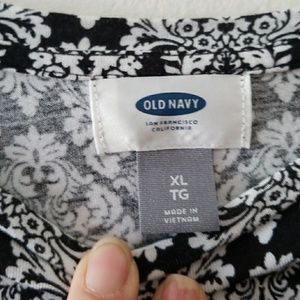 OLD NAVY
SAN FRANCISCO
CALIFORNIA
XL
TG
MADE IN
VIETNAM